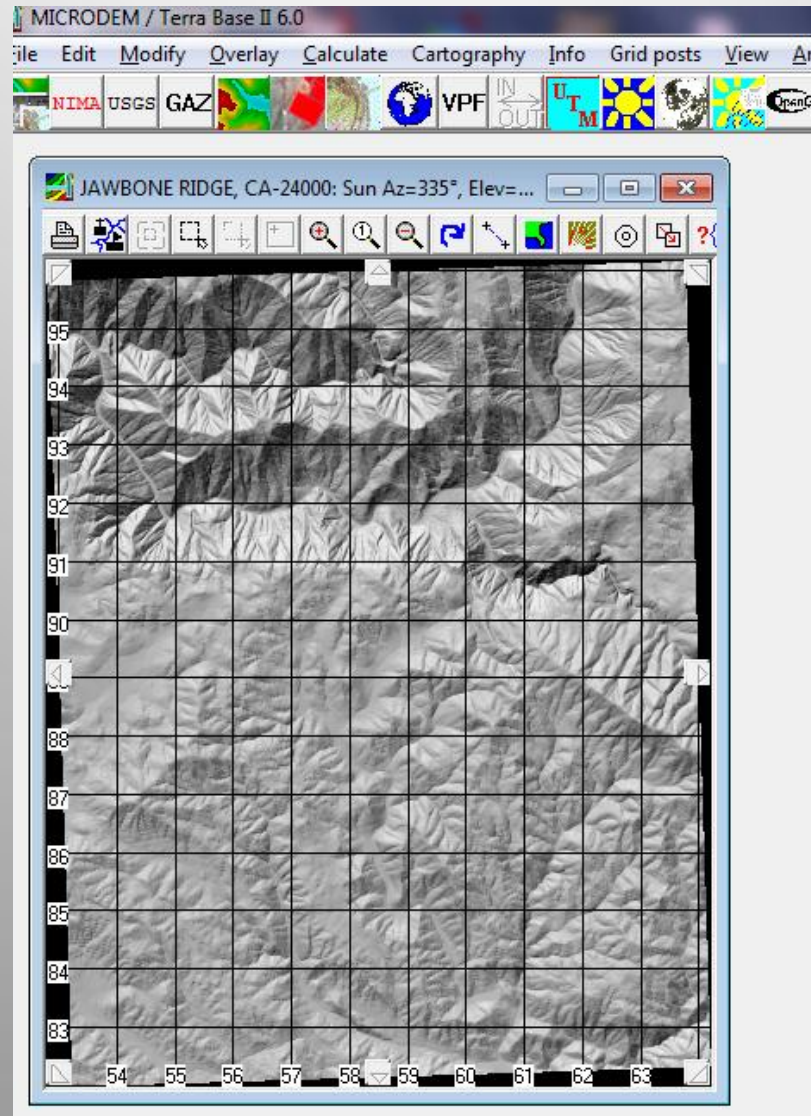 MICRODEM / Terra Base II 6.0
File Edit Modify Overlay Calculate Cartography Info Grid posts View
NIMA USGS GAZ VPF IN OUT UTM
JAWBONE RIDGE, CA-24000: Sun Az=335°, Elev=...
1 ?
95
94
93
92
91
90
88
87
86
85
84
83
54 55 56 57 58 59 60 61 62 63